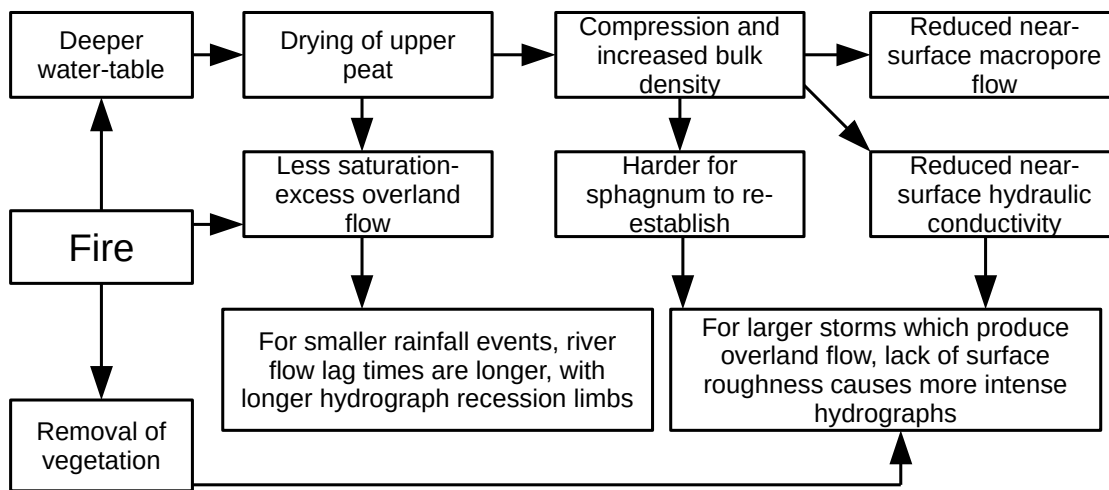 Deeper
water-table
Drying of upper
peat
Compression and
increased bulk
density
Reduced near-
surface macropore
flow
Less saturation-
excess overland
flow
Harder for
sphagnum to re-
establish
Reduced near-
surface hydraulic
conductivity
Fire
For smaller rainfall events, river
flow lag times are longer, with
longer hydrograph recession limbs
For larger storms which produce
overland flow, lack of surface
roughness causes more intense
hydrographs
Removal of
vegetation